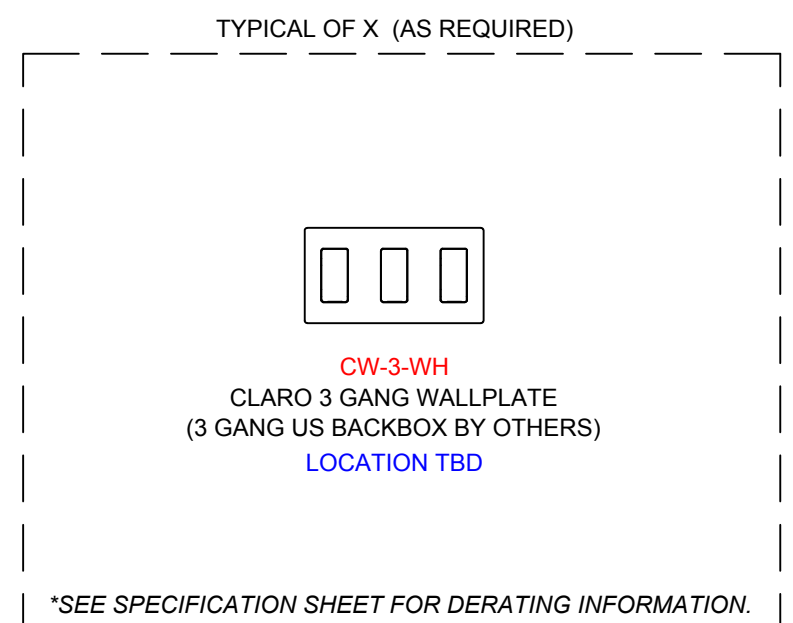 TYPICAL OF X (AS REQUIRED)
CW-3-WH
CLARO 3 GANG WALLPLATE
(3 GANG US BACKBOX BY OTHERS)
LOCATION TBD
*SEE SPECIFICATION SHEET FOR DERATING INFORMATION.